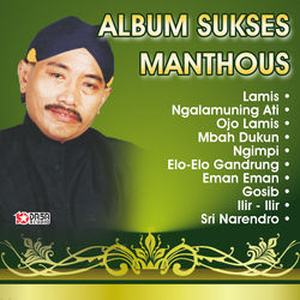 ALBUM SUKSES
MANTHOUS
Lamis •
Ngalamuning Ati •
Ojo Lamis •
Mbah Dukun •
Ngimpi •
Elo-Elo Gandrung •
Eman Eman •
Gosib •
Ilir - Ilir •
Sri Narendro •
DASA
STUDIO